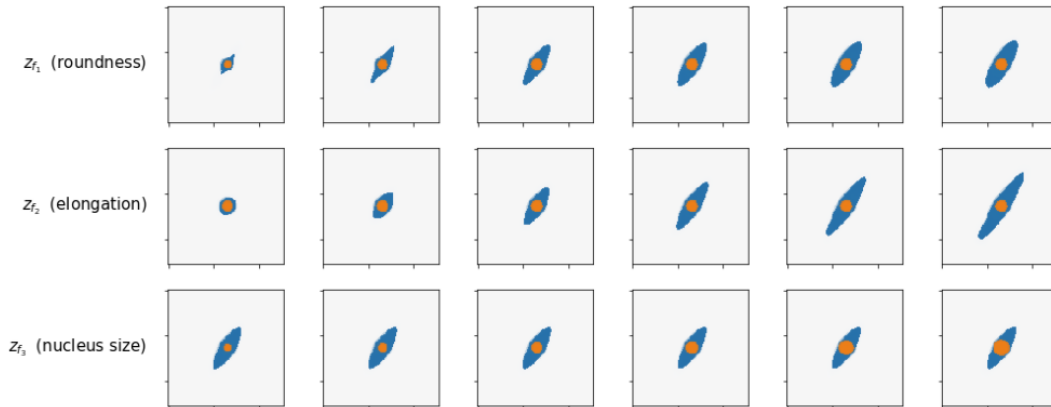 z_{f_1} (roundness)
z_{f_2} (elongation)
z_{f_3} (nucleus size)